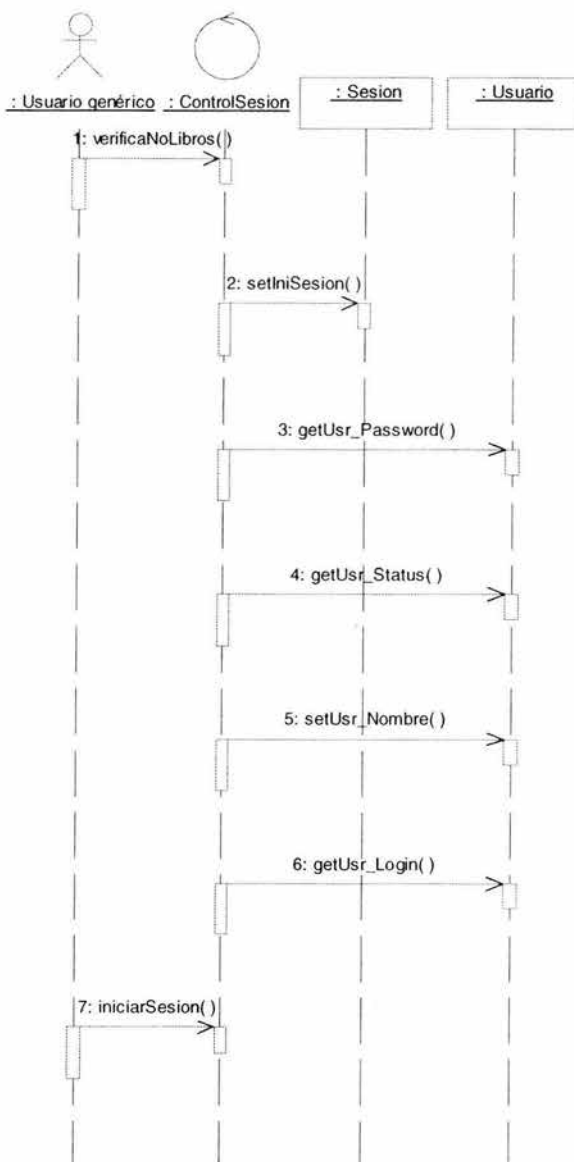 : Usuario genérico
: ControlSesion
: Sesion
: Usuario
1: verificaNoLibros( )
2: setIniSesion( )
3: getUsr_Password( )
4: getUsr_Status( )
5: setUsr_Nombre( )
6: getUsr_Login( )
7: iniciarSesion( )